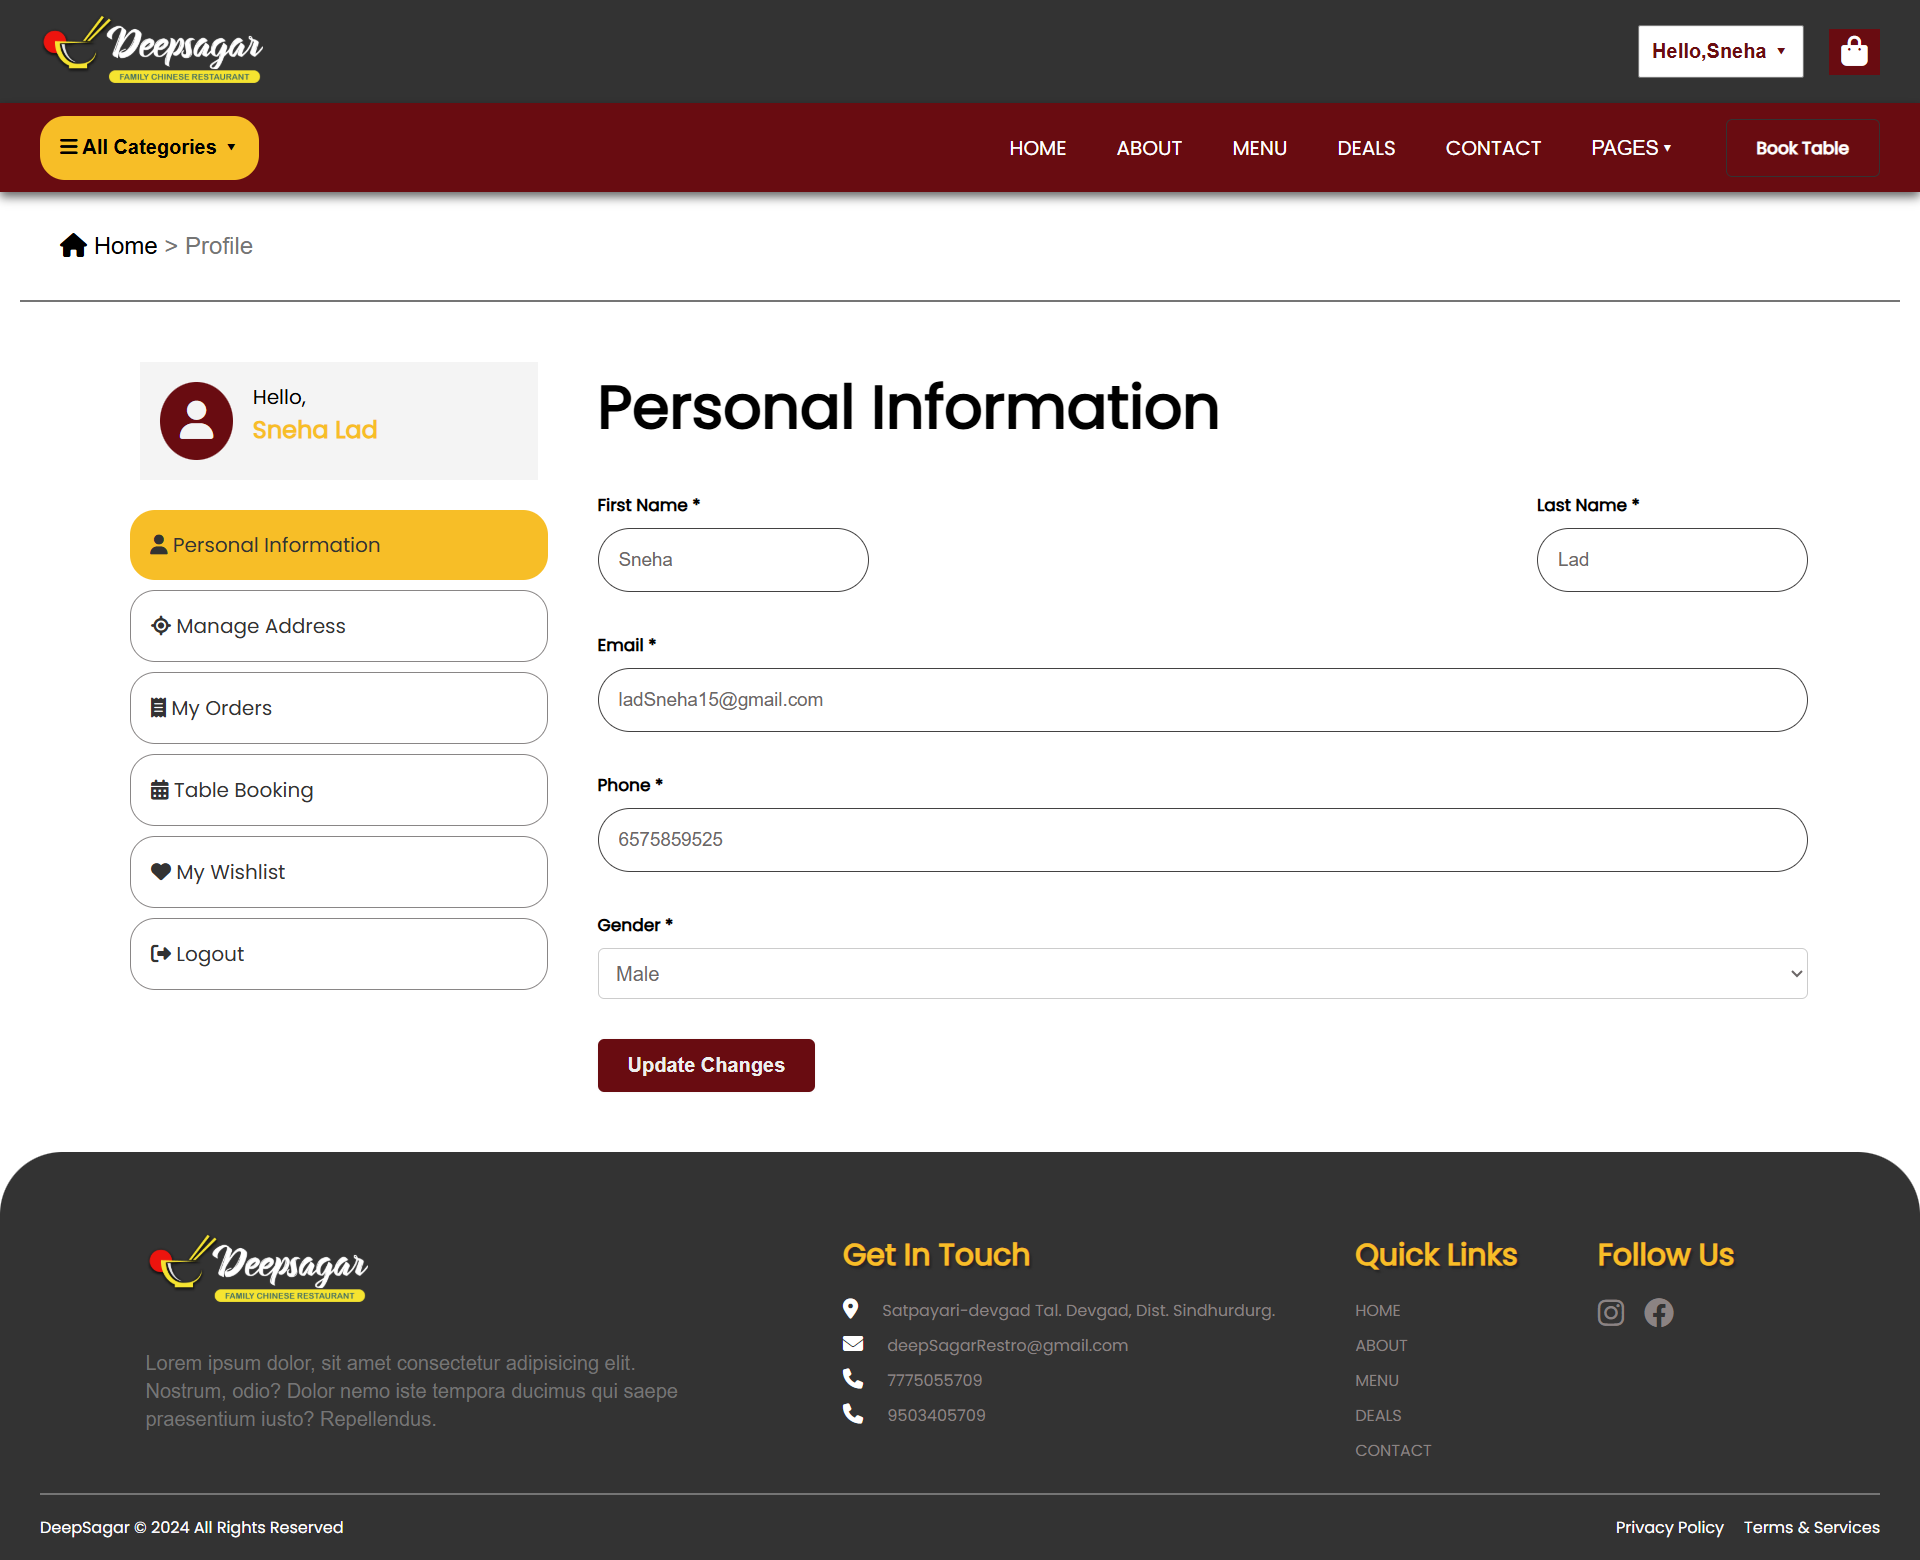 Deepsagar
FAMILY CHINESE RESTAURANT
Hello,Sneha ▼
All Categories ▼
HOME ABOUT MENU DEALS CONTACT PAGES▼ Book Table
Home > Profile
Hello,
Sneha Lad
Personal Information
Manage Address
My Orders
Table Booking
My Wishlist
Logout
Personal Information
First Name * Last Name *
Sneha Lad
Email *
ladSneha15@gmail.com
Phone *
6575859525
Gender *
Male
Update Changes
Deepsagar
FAMILY CHINESE RESTAURANT
Lorem ipsum dolor, sit amet consectetur adipisicing elit.
Nostrum, odio? Dolor nemo iste tempora ducimus qui saepe
praesentium iusto? Repellendus.
Get In Touch
Satpayari-devgad Tal. Devgad, Dist. Sindhurdurg.
deepSagarRestro@gmail.com
7775055709
9503405709
Quick Links
HOME
ABOUT
MENU
DEALS
CONTACT
Follow Us
DeepSagar © 2024 All Rights Reserved
Privacy Policy Terms & Services